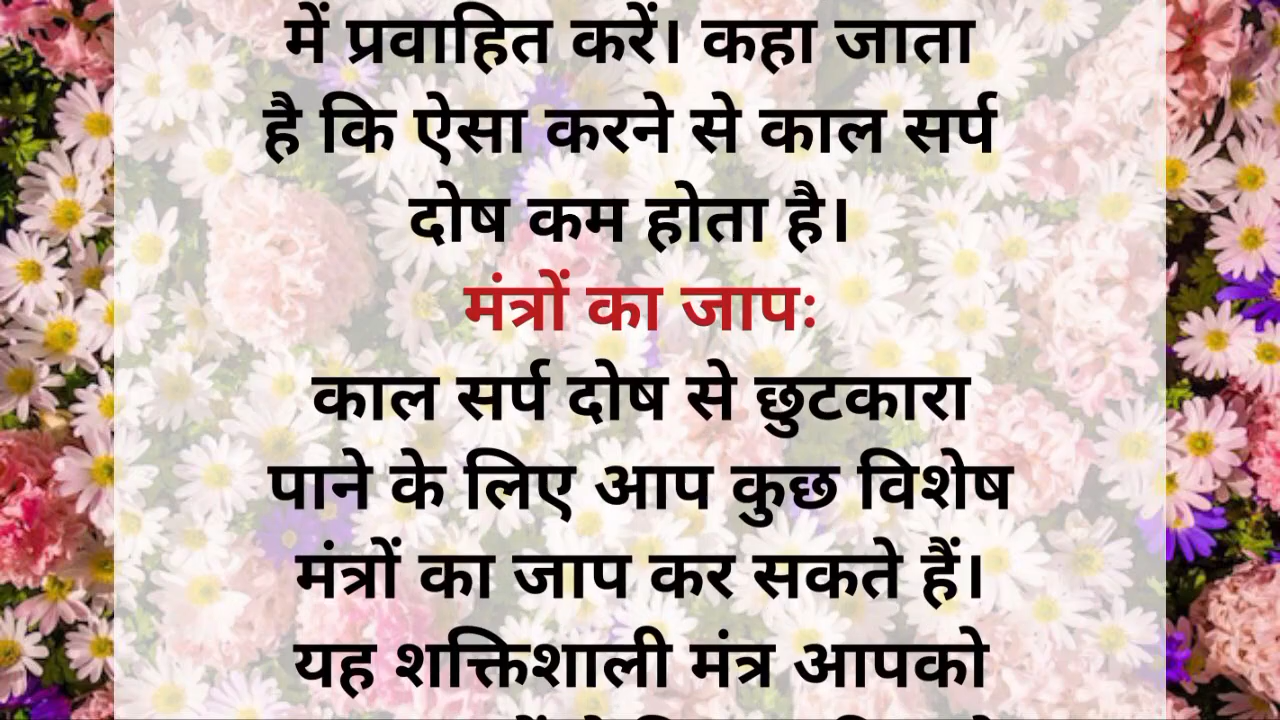 में प्रवाहित करें। कहा जाता
है कि ऐसा करने से काल सर्प
दोष कम होता है।
मंत्रों का जाप:
काल सर्प दोष से छुटकारा
पाने के लिए आप कुछ विशेष
मंत्रों का जाप कर सकते हैं।
यह शक्तिशाली मंत्र आपको